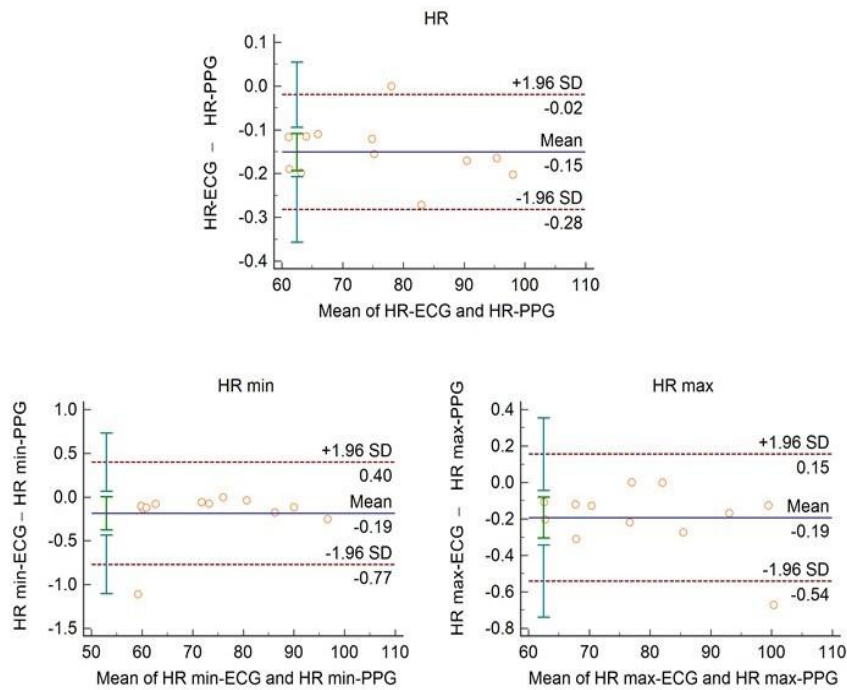 HR
HR-ECG – HR-PPG
0.1
0.0
-0.1
-0.2
-0.3
-0.4
+1.96 SD
-0.02
Mean
-0.15
-1.96 SD
-0.28
60 70 80 90 100 110
Mean of HR-ECG and HR-PPG
HR min
HR min-ECG – HR min-PPG
1.0
0.5
0.0
-0.5
-1.0
-1.5
+1.96 SD
0.40
Mean
-0.19
-1.96 SD
-0.77
50 60 70 80 90 100 110
Mean of HR min-ECG and HR min-PPG
HR max
HR max-ECG – HR max-PPG
0.4
0.2
0.0
-0.2
-0.4
-0.6
-0.8
+1.96 SD
0.15
Mean
-0.19
-1.96 SD
-0.54
60 70 80 90 100 110
Mean of HR max-ECG and HR max-PPG